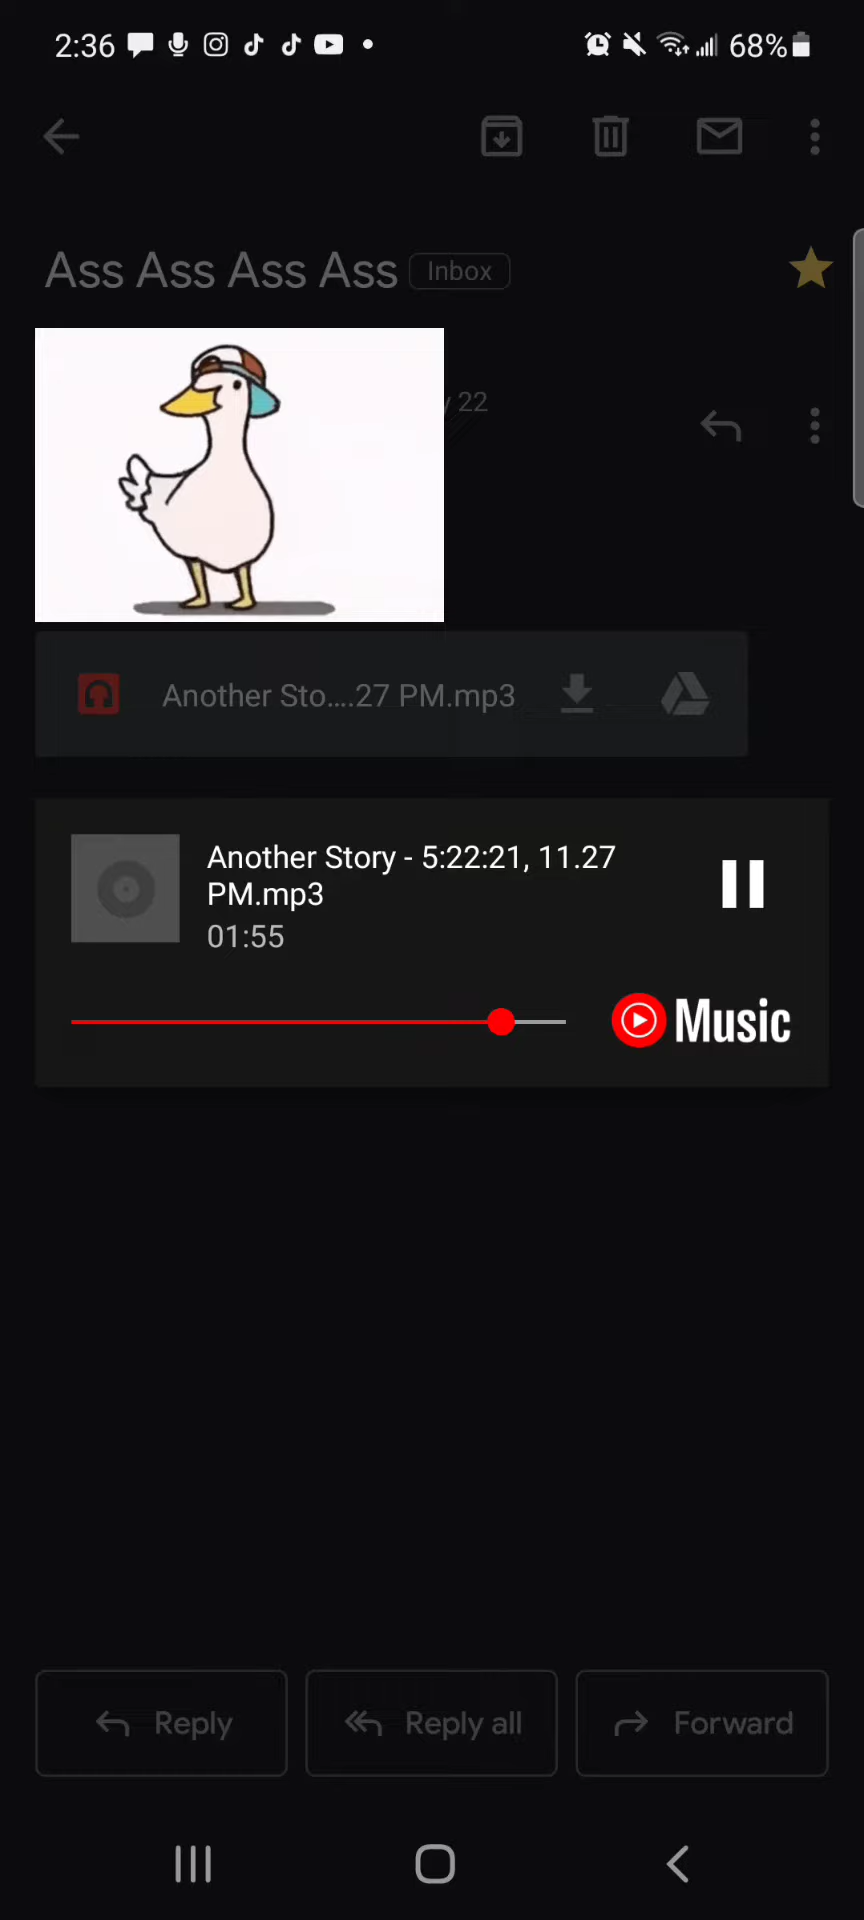 2:36 68%
Ass Ass Ass Ass Inbox
22
Another Sto....27 PM.mp3
Another Story - 5:22:21, 11.27
PM.mp3
01:55
Music
Reply Reply all Forward